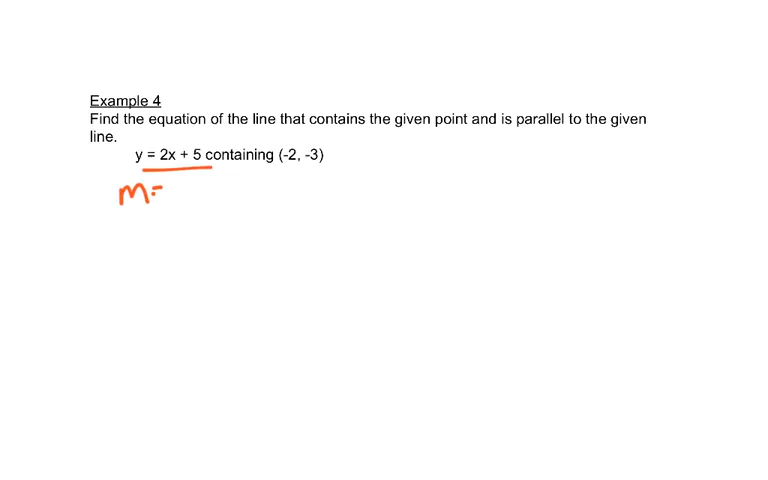 Example 4
Find the equation of the line that contains the given point and is parallel to the given
line.
y = 2x + 5 containing (-2, -3)
m=